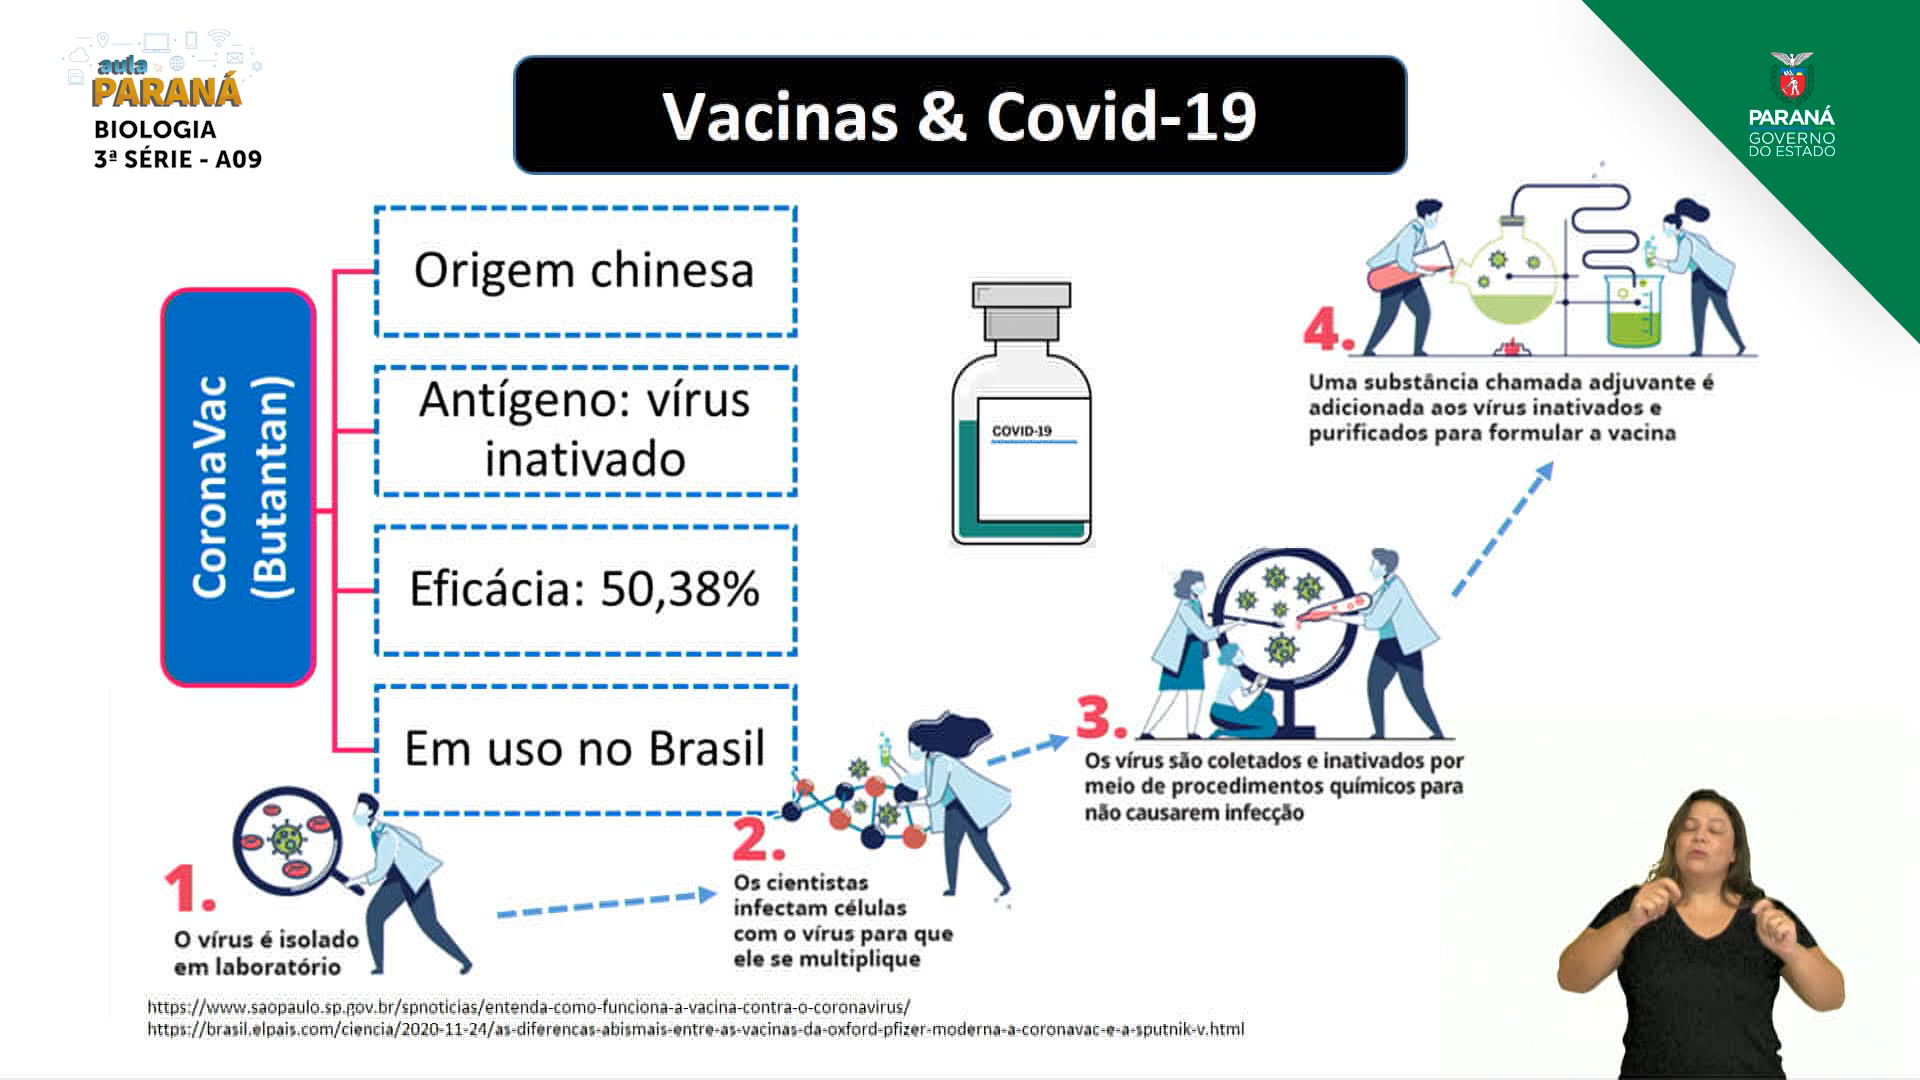 aula
PARANÁ
BIOLOGIA
3ª SÉRIE - A09
Vacinas & Covid-19
PARANÁ
GOVERNO
DO ESTADO
CoronaVac
(Butantan)
Origem chinesa
Antígeno: vírus
inativado
Eficácia: 50,38%
Em uso no Brasil
COVID-19
1.
O vírus é isolado
em laboratório
2.
Os cientistas
infectam células
com o vírus para que
ele se multiplique
3.
Os vírus são coletados e inativados por
meio de procedimentos químicos para
não causarem infecção
4.
Uma substância chamada adjuvante é
adicionada aos vírus inativados e
purificados para formular a vacina
https://www.saopaulo.sp.gov.br/spnoticias/entenda-como-funciona-a-vacina-contra-o-coronavirus/
https://brasil.elpais.com/ciencia/2020-11-24/as-diferencas-abismais-entre-as-vacinas-da-oxford-pfizer-moderna-a-coronavac-e-a-sputnik-v.html